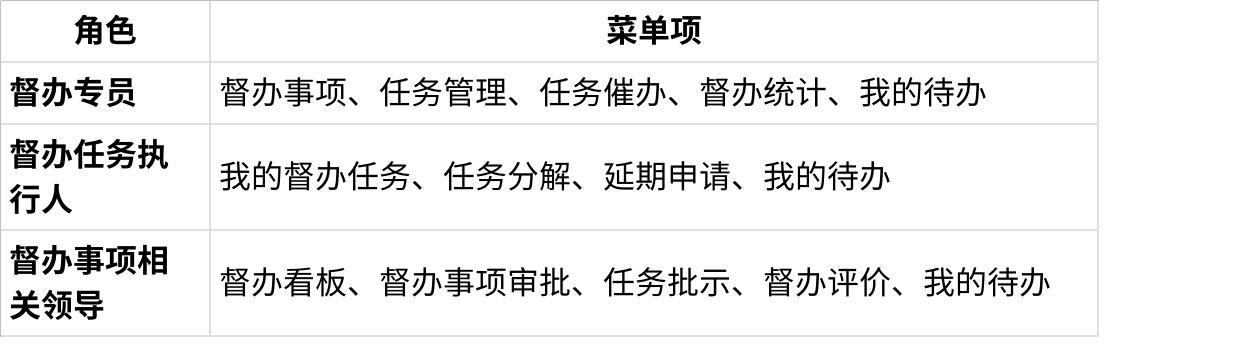 角色
菜单项
督办专员
督办事项、任务管理、任务催办、督办统计、我的待办
督办任务执
行人
我的督办任务、任务分解、延期申请、我的待办
督办事项相
关领导
督办看板、督办事项审批、任务批示、督办评价、我的待办